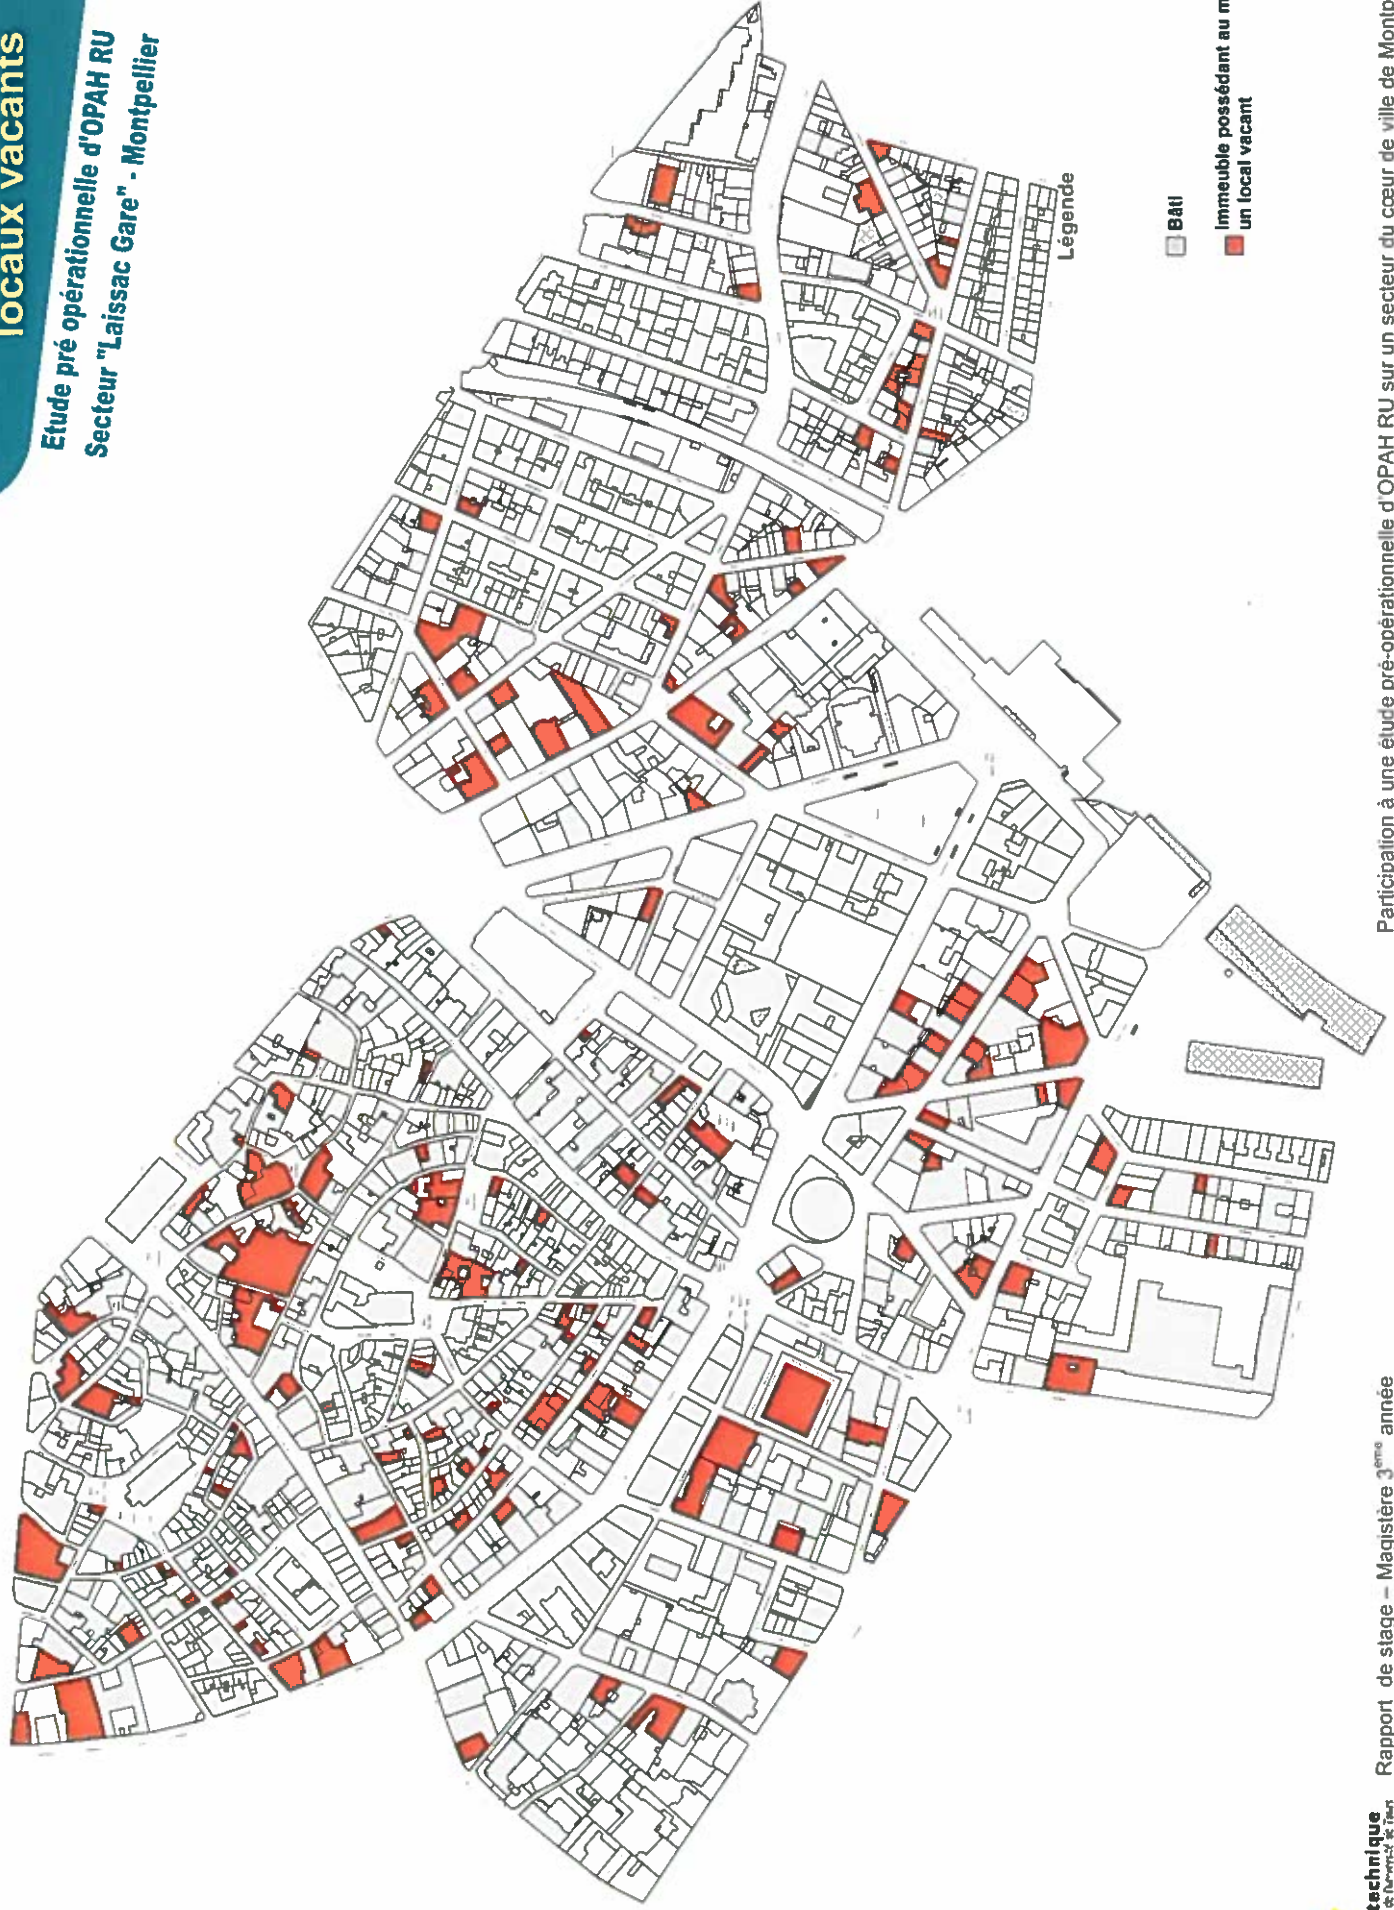 locaux vacants
Etude pré opérationnelle d'OPAH RU
Secteur "Laissac Gare" - Montpellier
Légende
Bâti
Immeuble possédant au m
un local vacant
technique
Rapport de stage – Magistère 3ème année
Participation à une étude pré-opérationnelle d'OPAH RU sur un secteur du cœur de ville de Montp